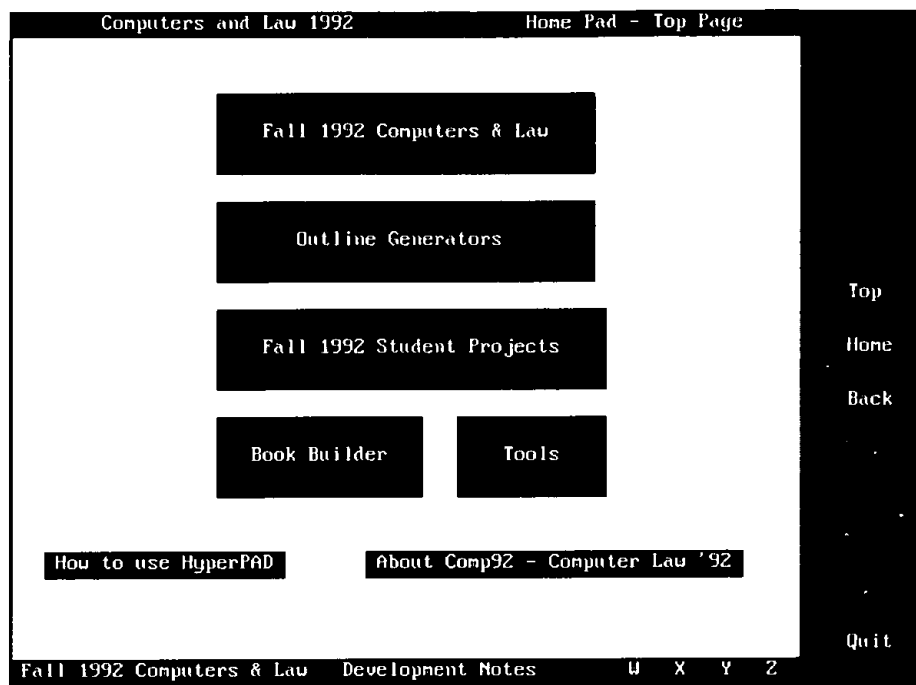 Computers and Law 1992 Home Pad - Top Page
Fall 1992 Computers & Law
Outline Generators
Top
Fall 1992 Student Projects
Home
Back
Book Builder Tools
How to use HyperPAD About Comp92 - Computer Law '92
Quit
Fall 1992 Computers & Law Development Notes W X Y Z